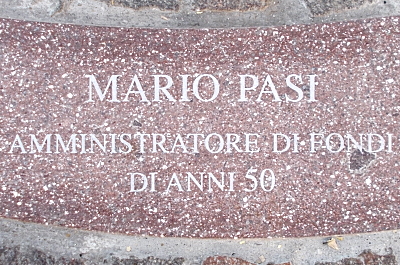 MARIO PASI
AMMINISTRATORE DI FONDI
DI ANNI 50